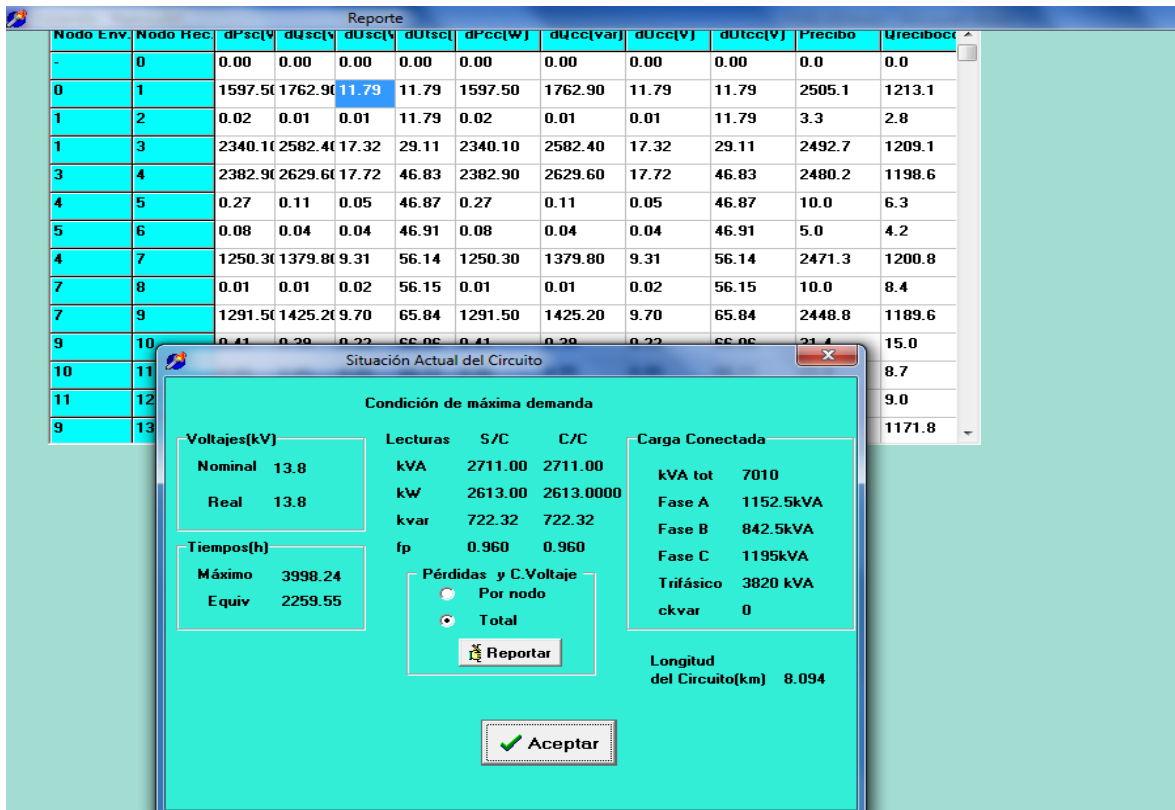 Reporte
Nodo Env. Nodo Rec. dPsc(W dQsc(v dUsc(V dUtsc( dPcc(W) dQcc(var) dUcc(V) dUtcc(V) Precibo Qrecibocc
- 0 0.00 0.00 0.00 0.00 0.00 0.00 0.00 0.00 0.0 0.0
0 1 1597.50 1762.90 11.79 11.79 1597.50 1762.90 11.79 11.79 2505.1 1213.1
1 2 0.02 0.01 0.01 11.79 0.02 0.01 0.01 11.79 3.3 2.8
1 3 2340.10 2582.40 17.32 29.11 2340.10 2582.40 17.32 29.11 2492.7 1209.1
3 4 2382.90 2629.60 17.72 46.83 2382.90 2629.60 17.72 46.83 2480.2 1198.6
4 5 0.27 0.11 0.05 46.87 0.27 0.11 0.05 46.87 10.0 6.3
5 6 0.08 0.04 0.04 46.91 0.08 0.04 0.04 46.91 5.0 4.2
4 7 1250.30 1379.80 9.31 56.14 1250.30 1379.80 9.31 56.14 2471.3 1200.8
7 8 0.01 0.01 0.02 56.15 0.01 0.01 0.02 56.15 10.0 8.4
7 9 1291.50 1425.20 9.70 65.84 1291.50 1425.20 9.70 65.84 2448.8 1189.6
9 10 15.0
10 11 8.7
11 12 9.0
9 13 1171.8
Situación Actual del Circuito
Condición de máxima demanda
Voltajes(kV)
Nominal 13.8
Real 13.8
Tiempos(h)
Máximo 3998.24
Equiv 2259.55
Lecturas S/C C/C
kVA 2711.00 2711.00
kW 2613.00 2613.0000
kvar 722.32 722.32
fp 0.960 0.960
Pérdidas y C.Voltaje
Por nodo
Total
Reportar
Carga Conectada
kVA tot 7010
Fase A 1152.5kVA
Fase B 842.5kVA
Fase C 1195kVA
Trifásico 3820 kVA
ckvar 0
Longitud
del Circuito(km) 8.094
Aceptar